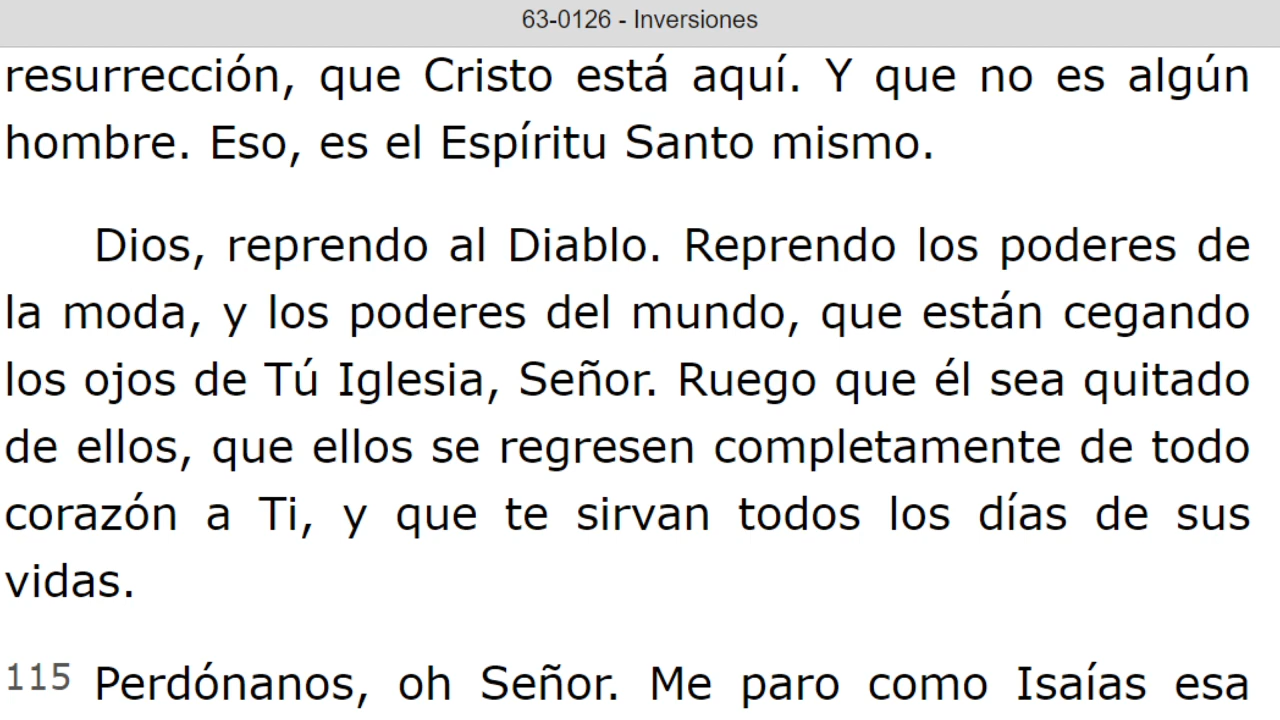 63-0126 - Inversiones
resurrección, que Cristo está aquí. Y que no es algún
hombre. Eso, es el Espíritu Santo mismo.
Dios, reprendo al Diablo. Reprendo los poderes de
la moda, y los poderes del mundo, que están cegando
los ojos de Tú Iglesia, Señor. Ruego que él sea quitado
de ellos, que ellos se regresen completamente de todo
corazón a Ti, y que te sirvan todos los días de sus
vidas.
115 Perdónanos, oh Señor. Me paro como Isaías esa